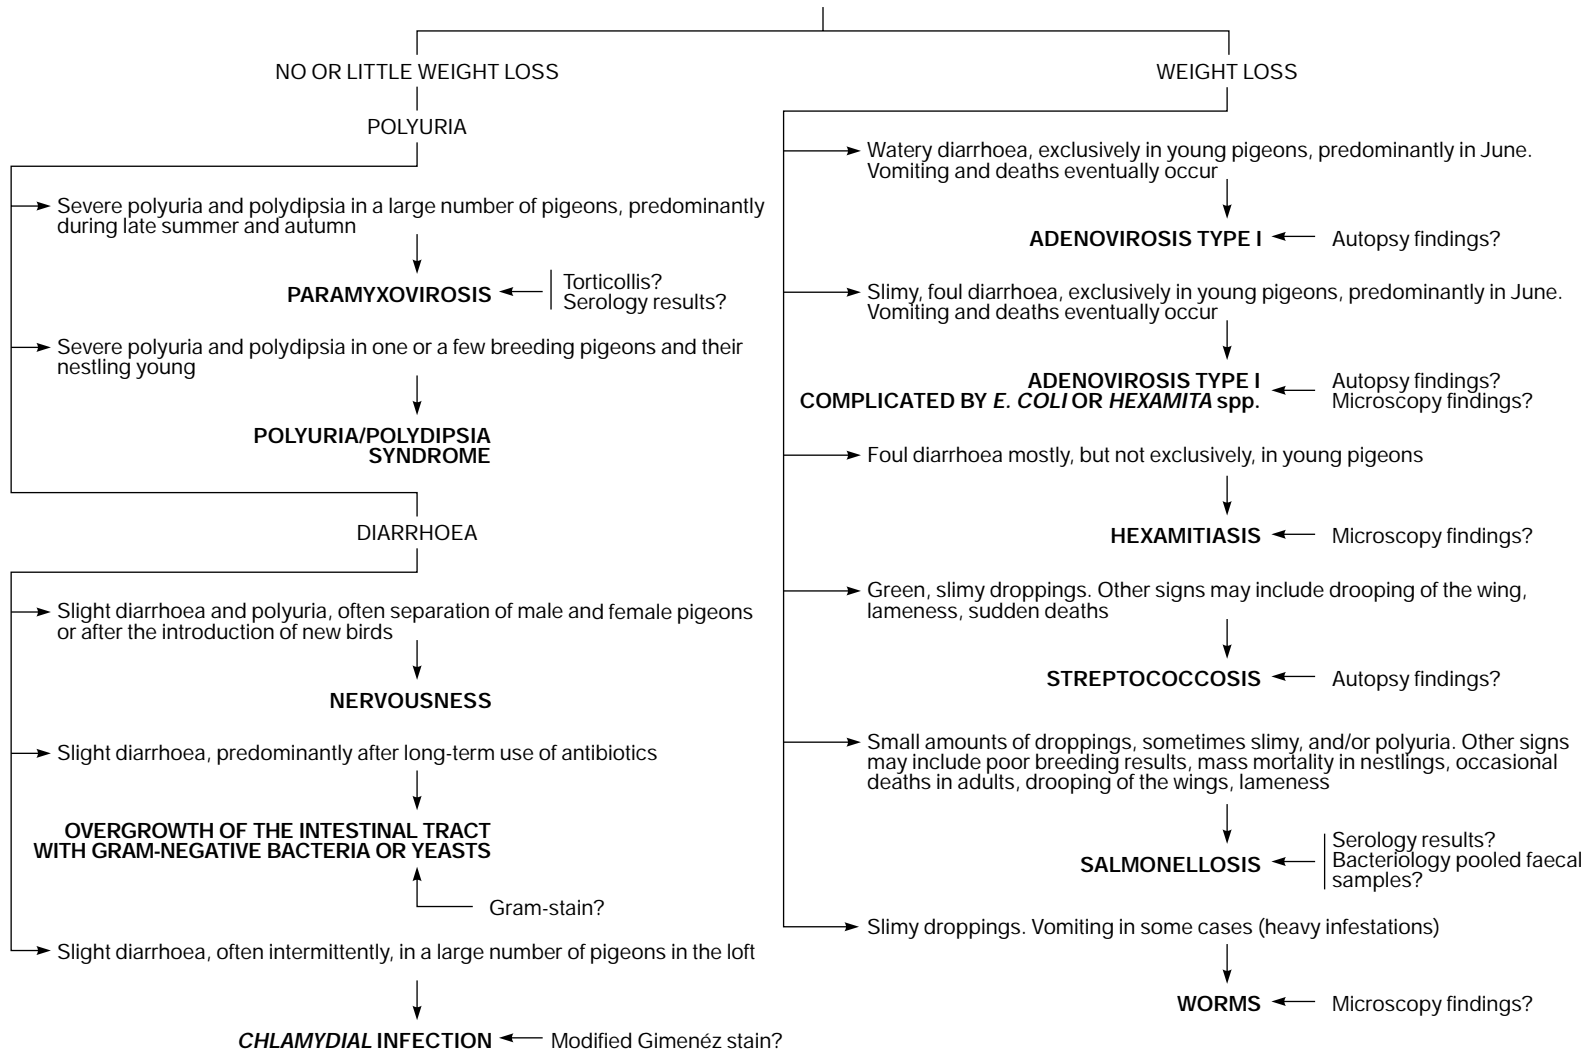 NO OR LITTLE WEIGHT LOSS
POLYURIA
Severe polyuria and polydipsia in a large number of pigeons, predominantly
during late summer and autumn
PARAMYXOVIROSIS
Torticollis?
Serology results?
Severe polyuria and polydipsia in one or a few breeding pigeons and their
nestling young
POLYURIA/POLYDIPSIA
SYNDROME
DIARRHOEA
Slight diarrhoea and polyuria, often separation of male and female pigeons
or after the introduction of new birds
NERVOUSNESS
Slight diarrhoea, predominantly after long-term use of antibiotics
OVERGROWTH OF THE INTESTINAL TRACT
WITH GRAM-NEGATIVE BACTERIA OR YEASTS
Gram-stain?
Slight diarrhoea, often intermittently, in a large number of pigeons in the loft
CHLAMYDIAL INFECTION
Modified Gimenéz stain?
WEIGHT LOSS
Watery diarrhoea, exclusively in young pigeons, predominantly in June.
Vomiting and deaths eventually occur
ADENOVIROSIS TYPE I
Autopsy findings?
Slimy, foul diarrhoea, exclusively in young pigeons, predominantly in June.
Vomiting and deaths eventually occur
ADENOVIROSIS TYPE I
COMPLICATED BY E. COLI OR HEXAMITA spp.
Autopsy findings?
Microscopy findings?
Foul diarrhoea mostly, but not exclusively, in young pigeons
HEXAMITIASIS
Microscopy findings?
Green, slimy droppings. Other signs may include drooping of the wing,
lameness, sudden deaths
STREPTOCOCCOSIS
Autopsy findings?
Small amounts of droppings, sometimes slimy, and/or polyuria. Other signs
may include poor breeding results, mass mortality in nestlings, occasional
deaths in adults, drooping of the wings, lameness
SALMONELLOSIS
Serology results?
Bacteriology pooled faecal
samples?
Slimy droppings. Vomiting in some cases (heavy infestations)
WORMS
Microscopy findings?